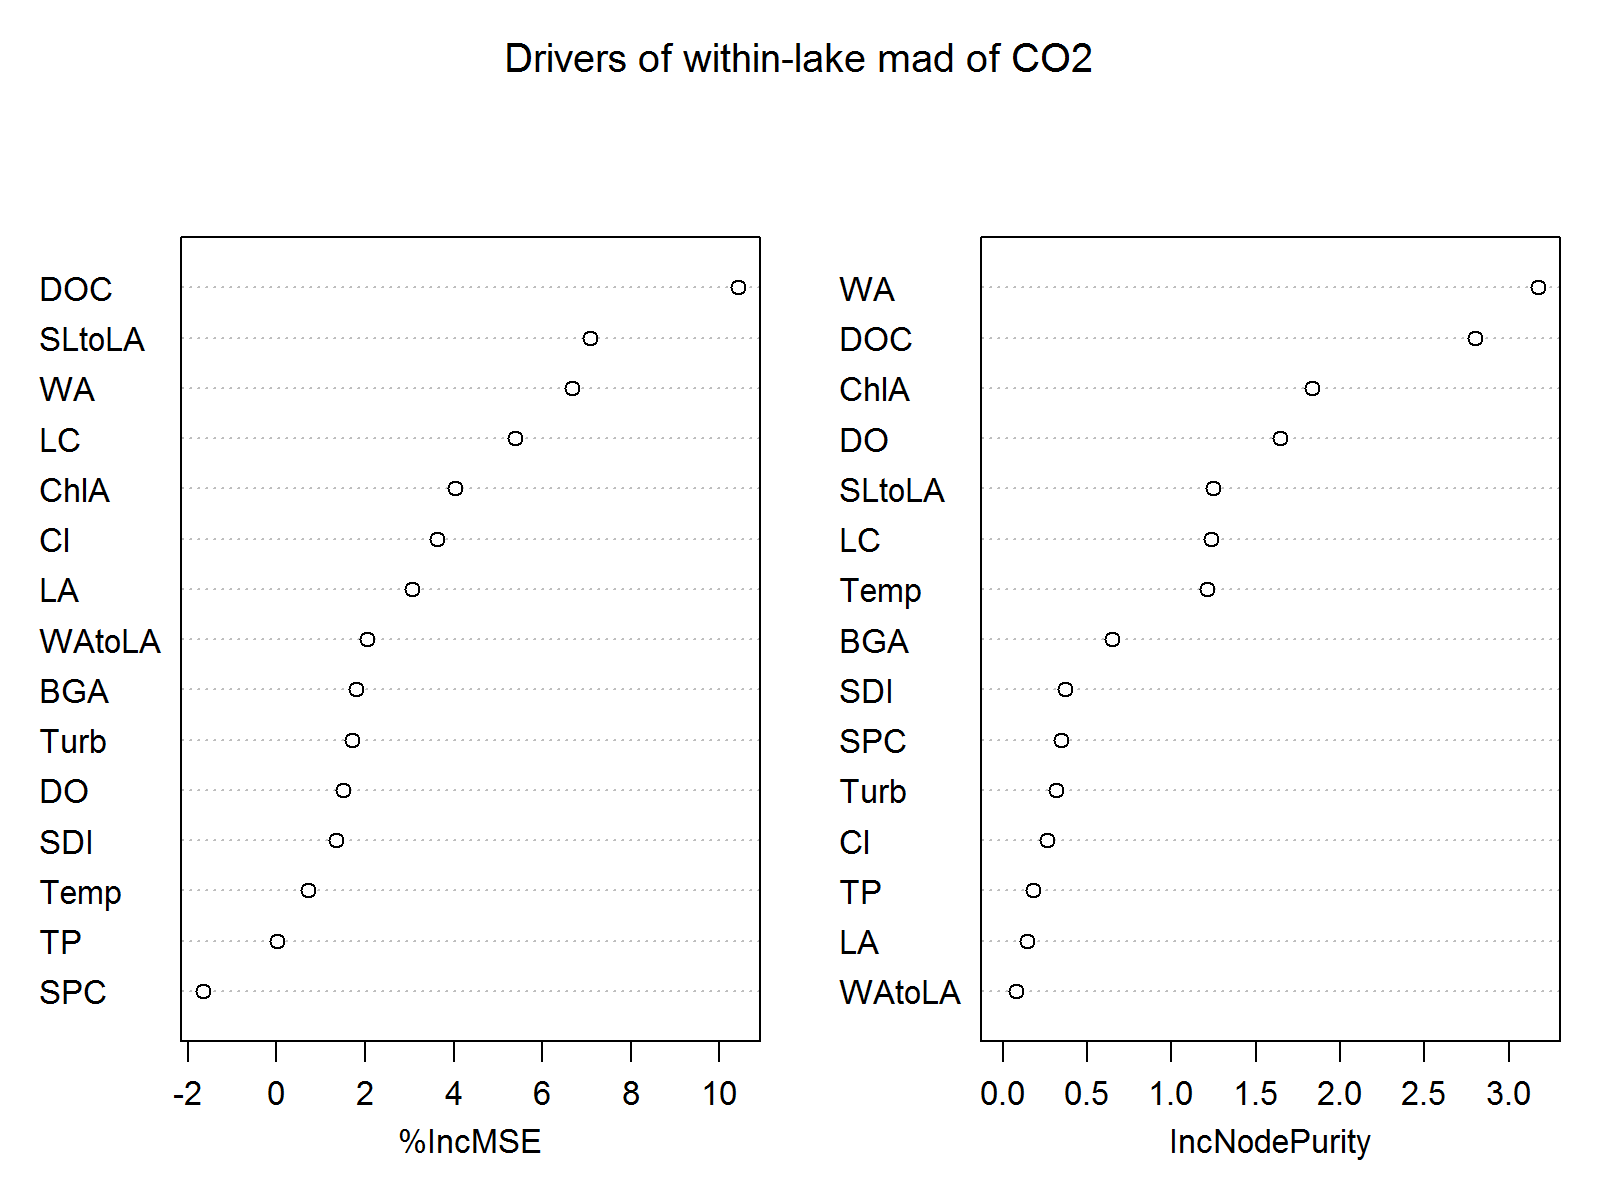 Drivers of within-lake mad of CO2
DOC
SLtoLA
WA
LC
ChlA
Cl
LA
WAtoLA
BGA
Turb
DO
SDI
Temp
TP
SPC
-2 0 2 4 6 8 10
%IncMSE
WA
DOC
ChlA
DO
SLtoLA
LC
Temp
BGA
SDI
SPC
Turb
Cl
TP
LA
WAtoLA
0.0 0.5 1.0 1.5 2.0 2.5 3.0
IncNodePurity